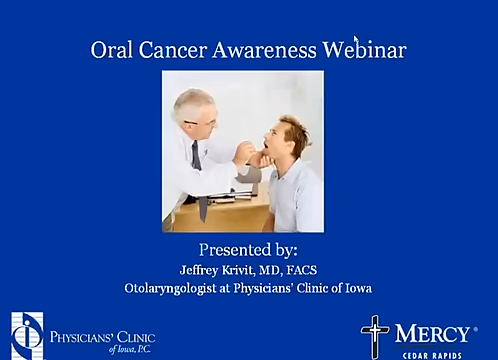 Oral Cancer Awareness Webinar
Presented by:
Jeffrey Krivit, MD, FACS
Otolaryngologist at Physicians' Clinic of Iowa
PHYSICIANS' CLINIC
of Iowa, P.C.
MERCY®
CEDAR RAPIDS